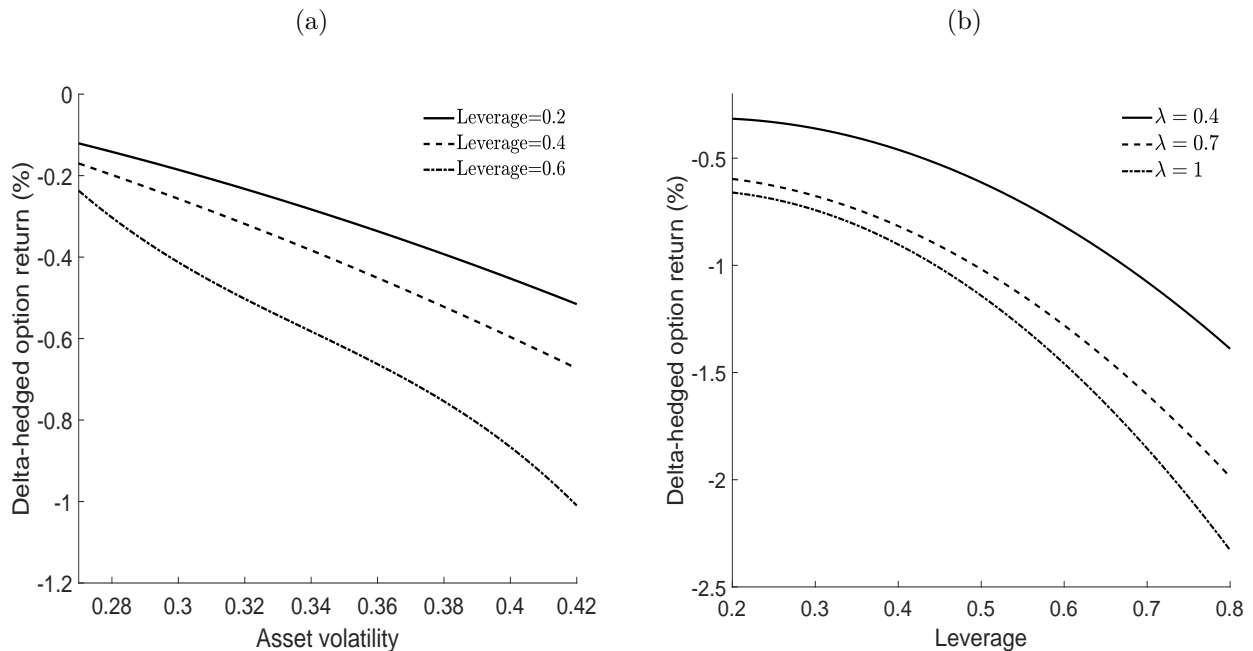 (a)
(b)
Delta-hedged option return (%)
0
-0.2
-0.4
-0.6
-0.8
-1
-1.2
0.28 0.3 0.32 0.34 0.36 0.38 0.4 0.42
Asset volatility
Leverage=0.2
Leverage=0.4
Leverage=0.6
Delta-hedged option return (%)
-0.5
-1
-1.5
-2
-2.5
0.2 0.3 0.4 0.5 0.6 0.7 0.8
Leverage
λ = 0.4
λ = 0.7
λ = 1